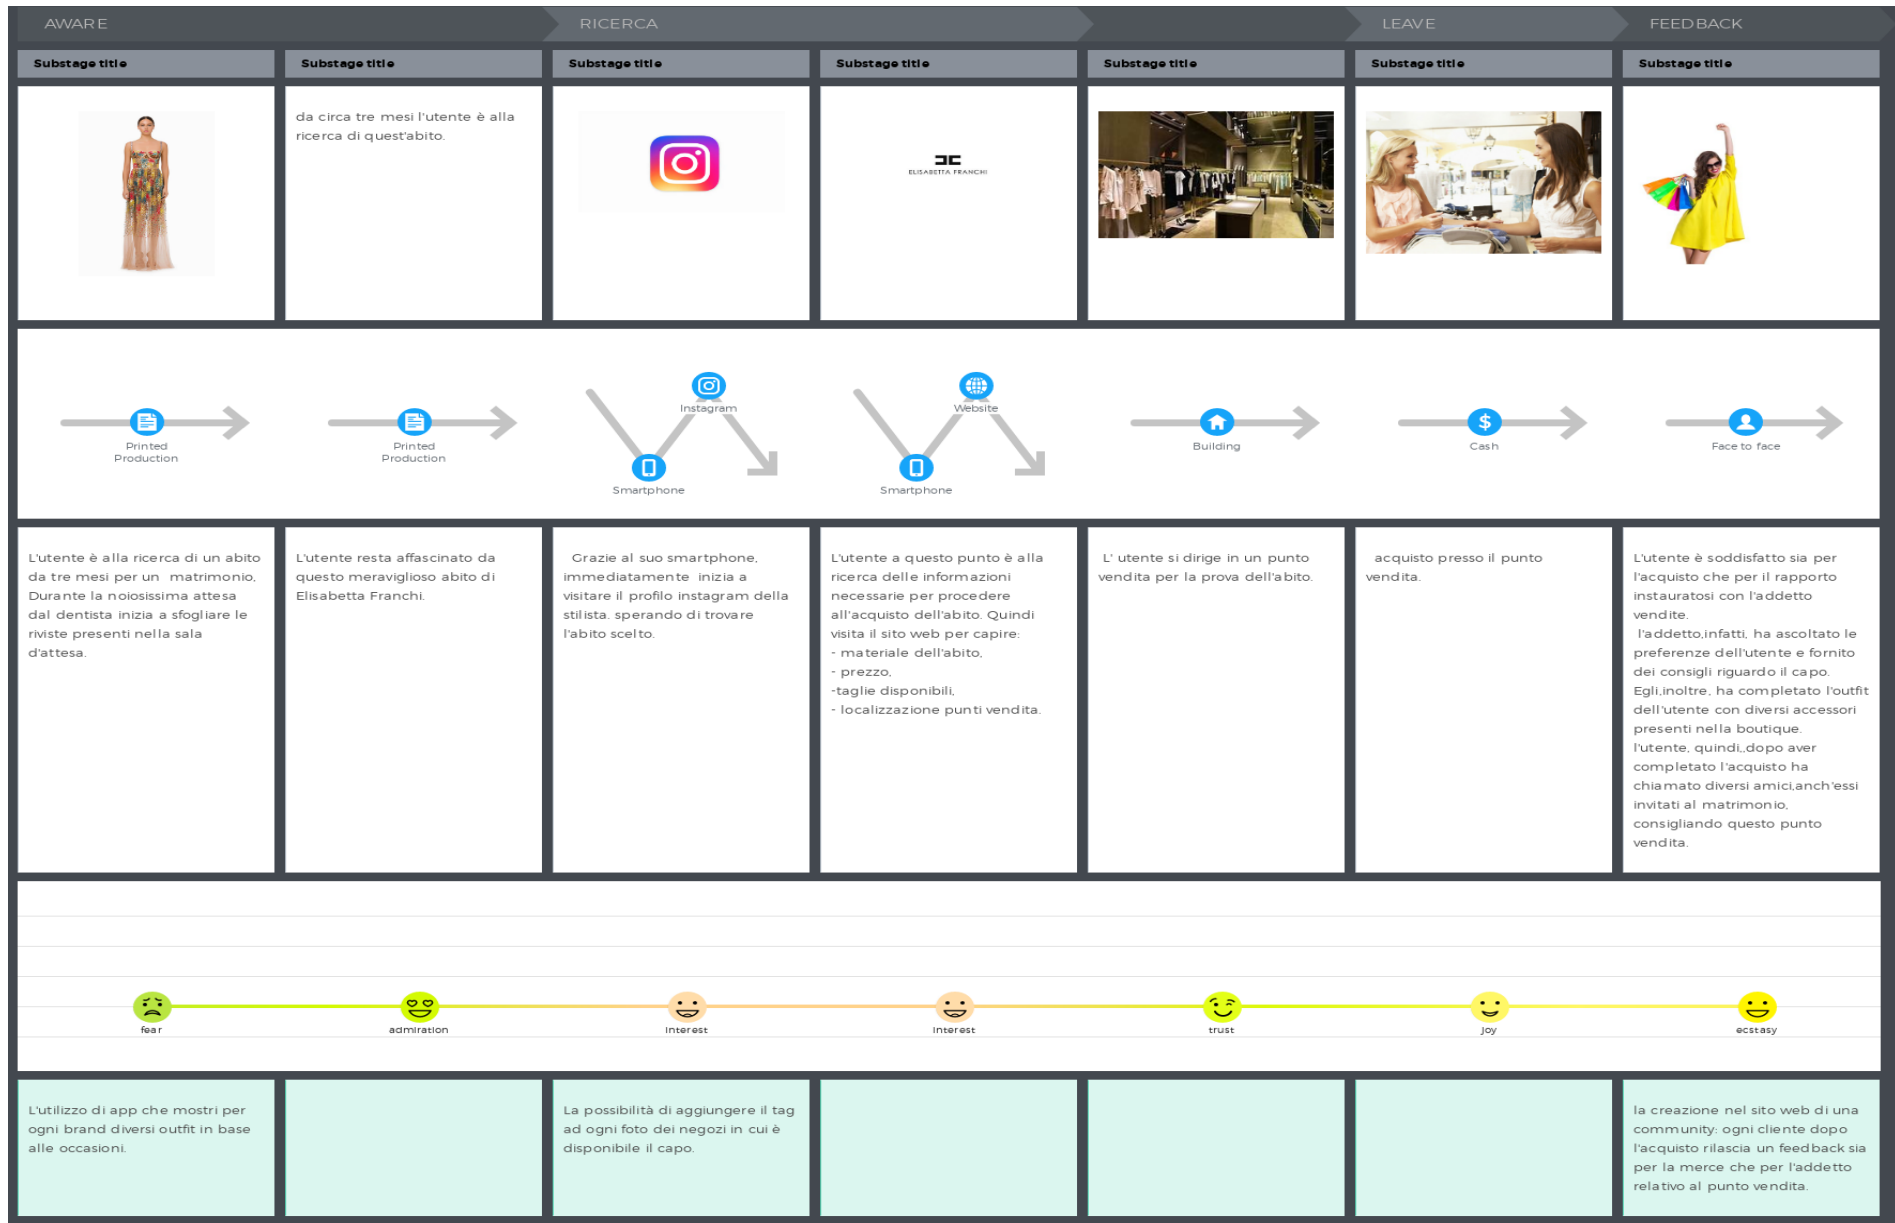 AWARE
RICERCA
LEAVE
FEEDBACK
Substage title
Substage title
Substage title
Substage title
Substage title
Substage title
Substage title
da circa tre mesi l'utente è alla
ricerca di quest'abito.
ELISABETTA FRANCHI
Printed
Production
Printed
Production
Instagram
Smartphone
Website
Smartphone
Building
Cash
Face to face
L'utente è alla ricerca di un abito
da tre mesi per un  matrimonio,
Durante la noiosissima attesa
dal dentista inizia a sfogliare le
riviste presenti nella sala
d'attesa.
L'utente resta affascinato da
questo meraviglioso abito di
Elisabetta Franchi.
Grazie al suo smartphone,
immediatamente  inizia a
visitare il profilo instagram della
stilista. sperando di trovare
l'abito scelto.
L'utente a questo punto è alla
ricerca delle informazioni
necessarie per procedere
all'acquisto dell'abito. Quindi
visita il sito web per capire:
- materiale dell'abito,
- prezzo,
-taglie disponibili,
- localizzazione punti vendita.
L' utente si dirige in un punto
vendita per la prova dell'abito.
acquisto presso il punto
vendita.
L'utente è soddisfatto sia per
l'acquisto che per il rapporto
instauratosi con l'addetto
vendite.
l'addetto,infatti, ha ascoltato le
preferenze dell'utente e fornito
dei consigli riguardo il capo.
Egli,inoltre, ha completato l'outfit
dell'utente con diversi accessori
presenti nella boutique.
l'utente, quindi,,dopo aver
completato l'acquisto ha
chiamato diversi amici,anch'essi
invitati al matrimonio,
consigliando questo punto
vendita.
fear
admiration
Interest
Interest
trust
Joy
ecstasy
L'utilizzo di app che mostri per
ogni brand diversi outfit in base
alle occasioni.
La possibilità di aggiungere il tag
ad ogni foto dei negozi in cui è
disponibile il capo.
la creazione nel sito web di una
community: ogni cliente dopo
l'acquisto rilascia un feedback sia
per la merce che per l'addetto
relativo al punto vendita.